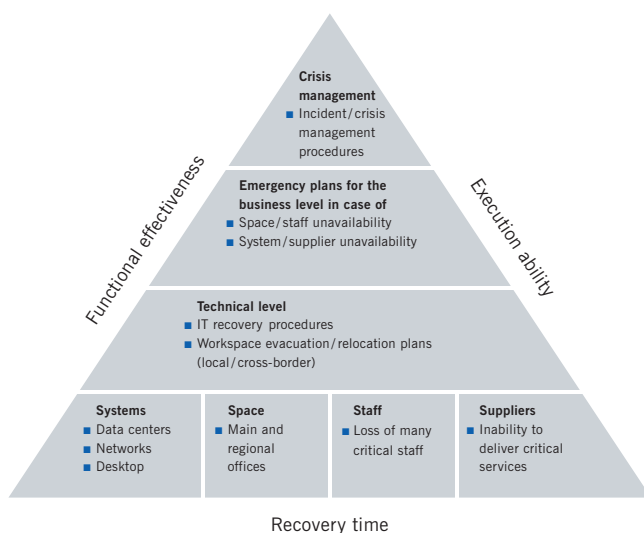 Crisis
management
■ Incident/crisis
management
procedures
Functional effectiveness
Execution ability
Emergency plans for the
business level in case of
■ Space/staff unavailability
■ System/supplier unavailability
Technical level
■ IT recovery procedures
■ Workspace evacuation/relocation plans
(local/cross-border)
Systems
■ Data centers
■ Networks
■ Desktop
Space
■ Main and
regional
offices
Staff
■ Loss of many
critical staff
Suppliers
■ Inability to
deliver critical
services
Recovery time